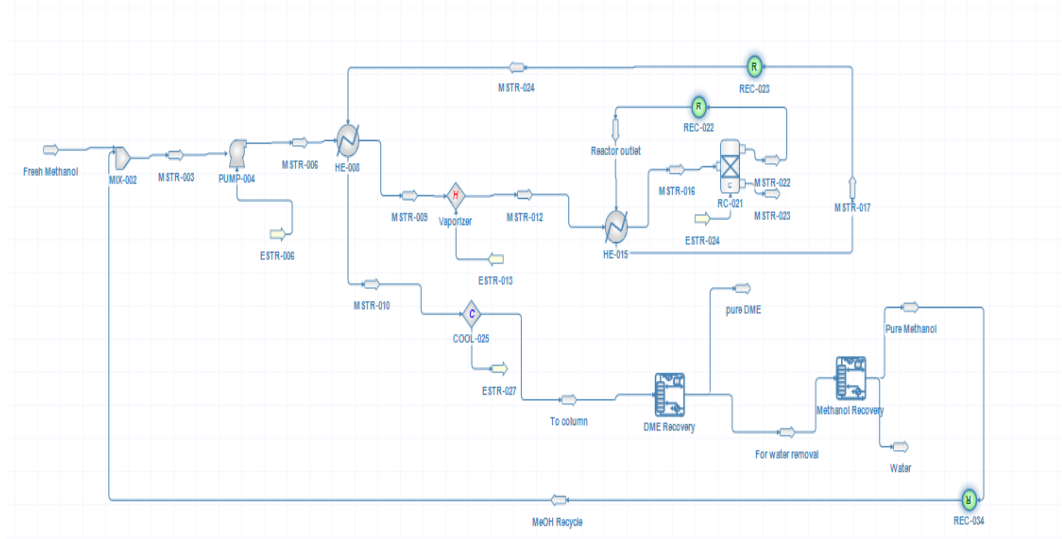 R
REC-023
MSTR-024
R
REC-022
Reactor outlet
Fresh Methanol
MIX-002
MSTR-003
PUMP-004
MSTR-006
HE-008
MSTR-016
RC-021
C
MSTR-022
MSTR-023
MSTR-017
H
MSTR-009
Vaporizer
MSTR-012
ESTR-024
HE-015
ESTR-006
ESTR-013
MSTR-010
C
COOL-025
pure DME
Pure Methanol
ESTR-027
To column
DME Recovery
Methanol Recovery
For water removal
Water
R
REC-034
MeOH Recycle